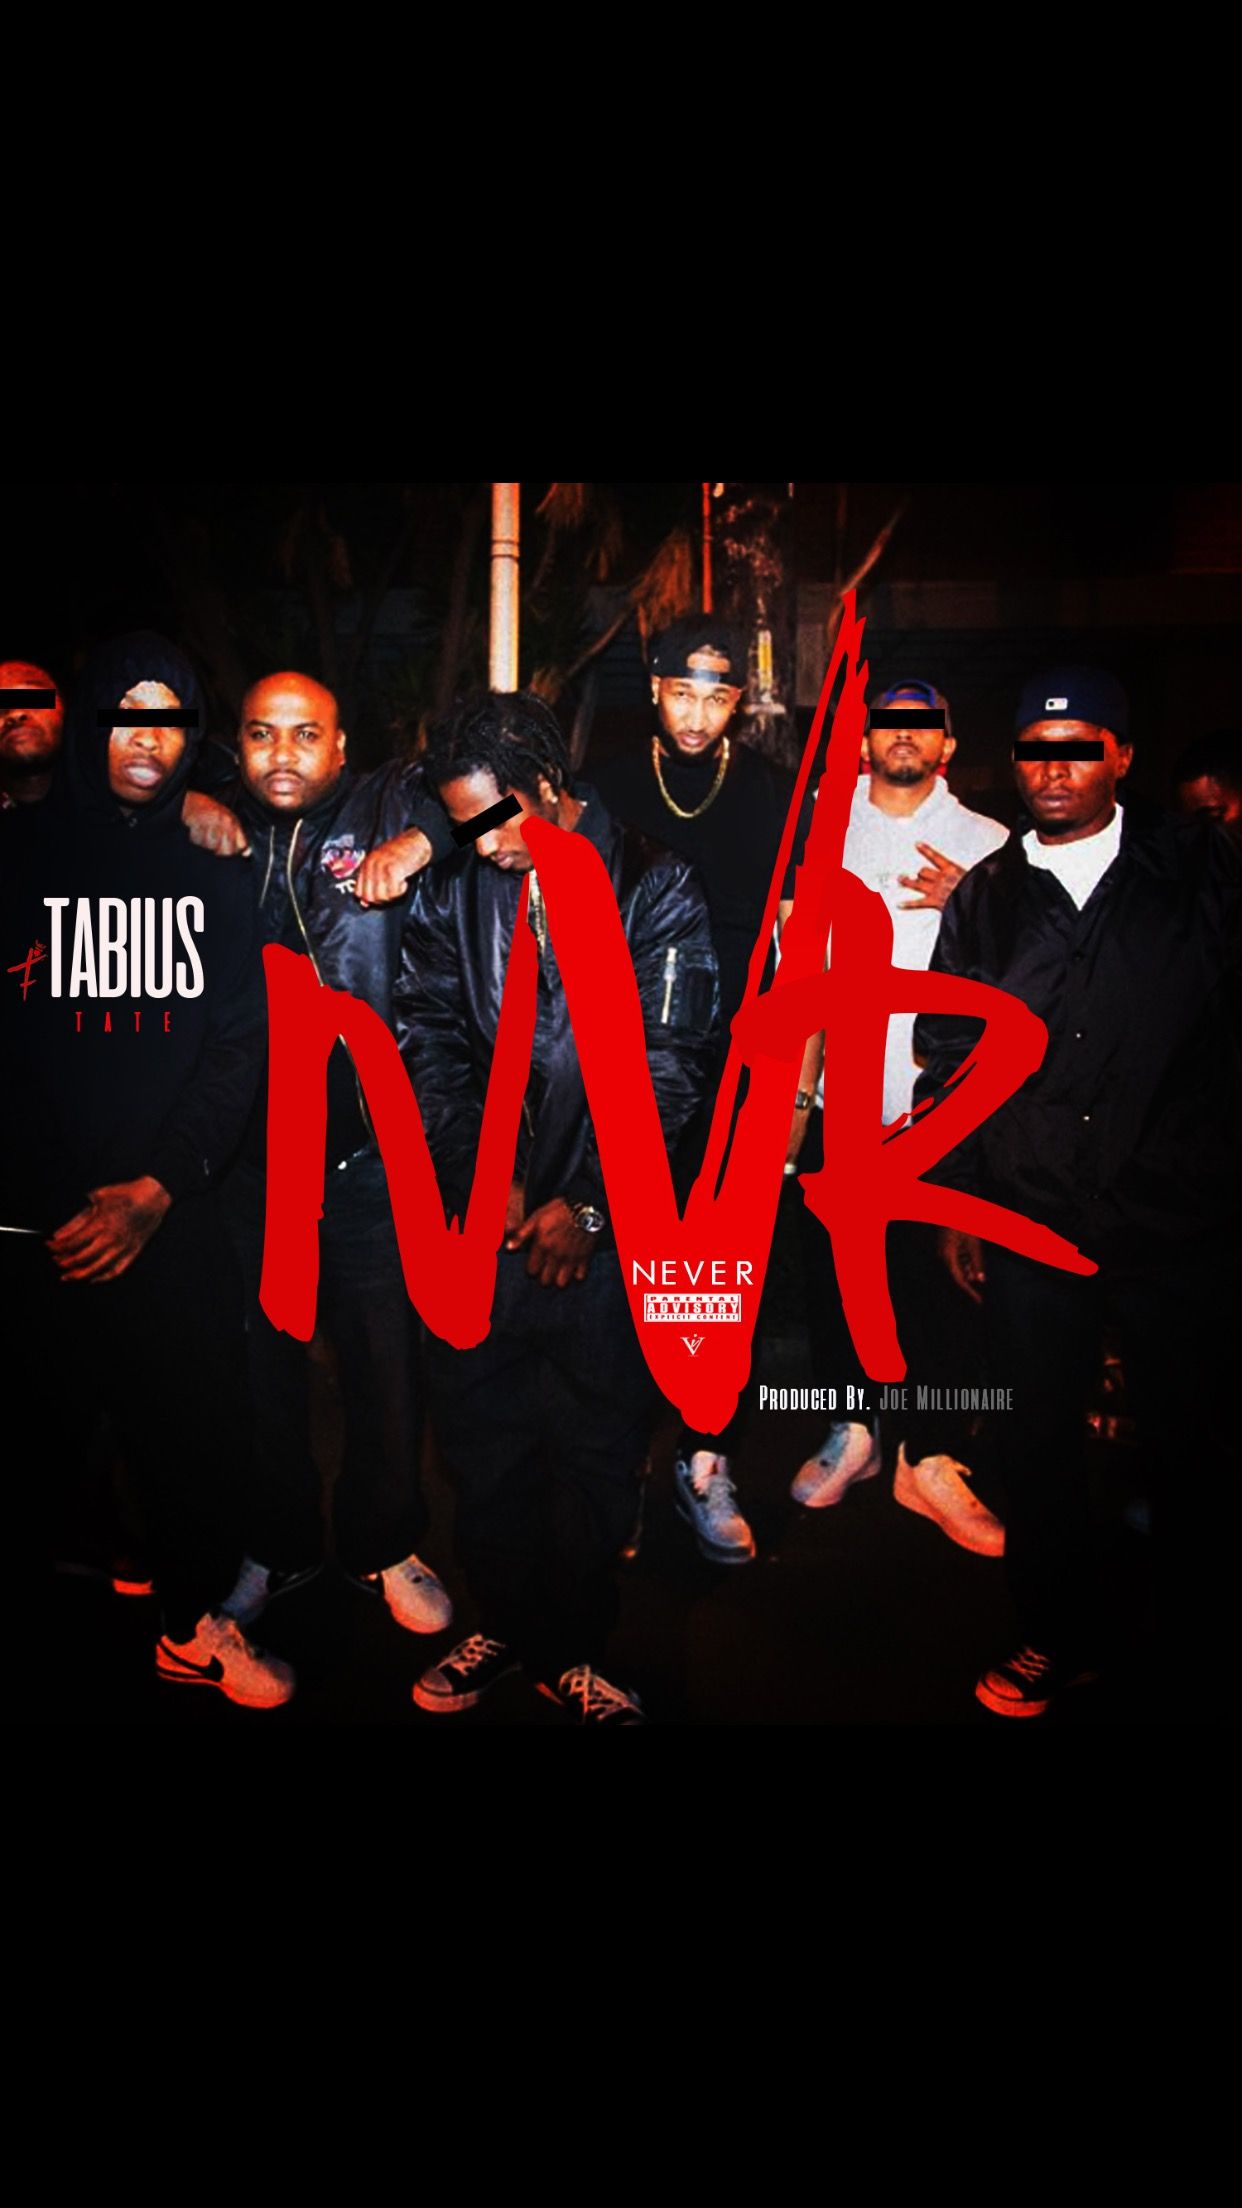 TABIUS
TATE
NVR
NEVER
PARENTAL
ADVISORY
EXPLICIT CONTENT
PRODUCED BY. JOE MILLIONAIRE